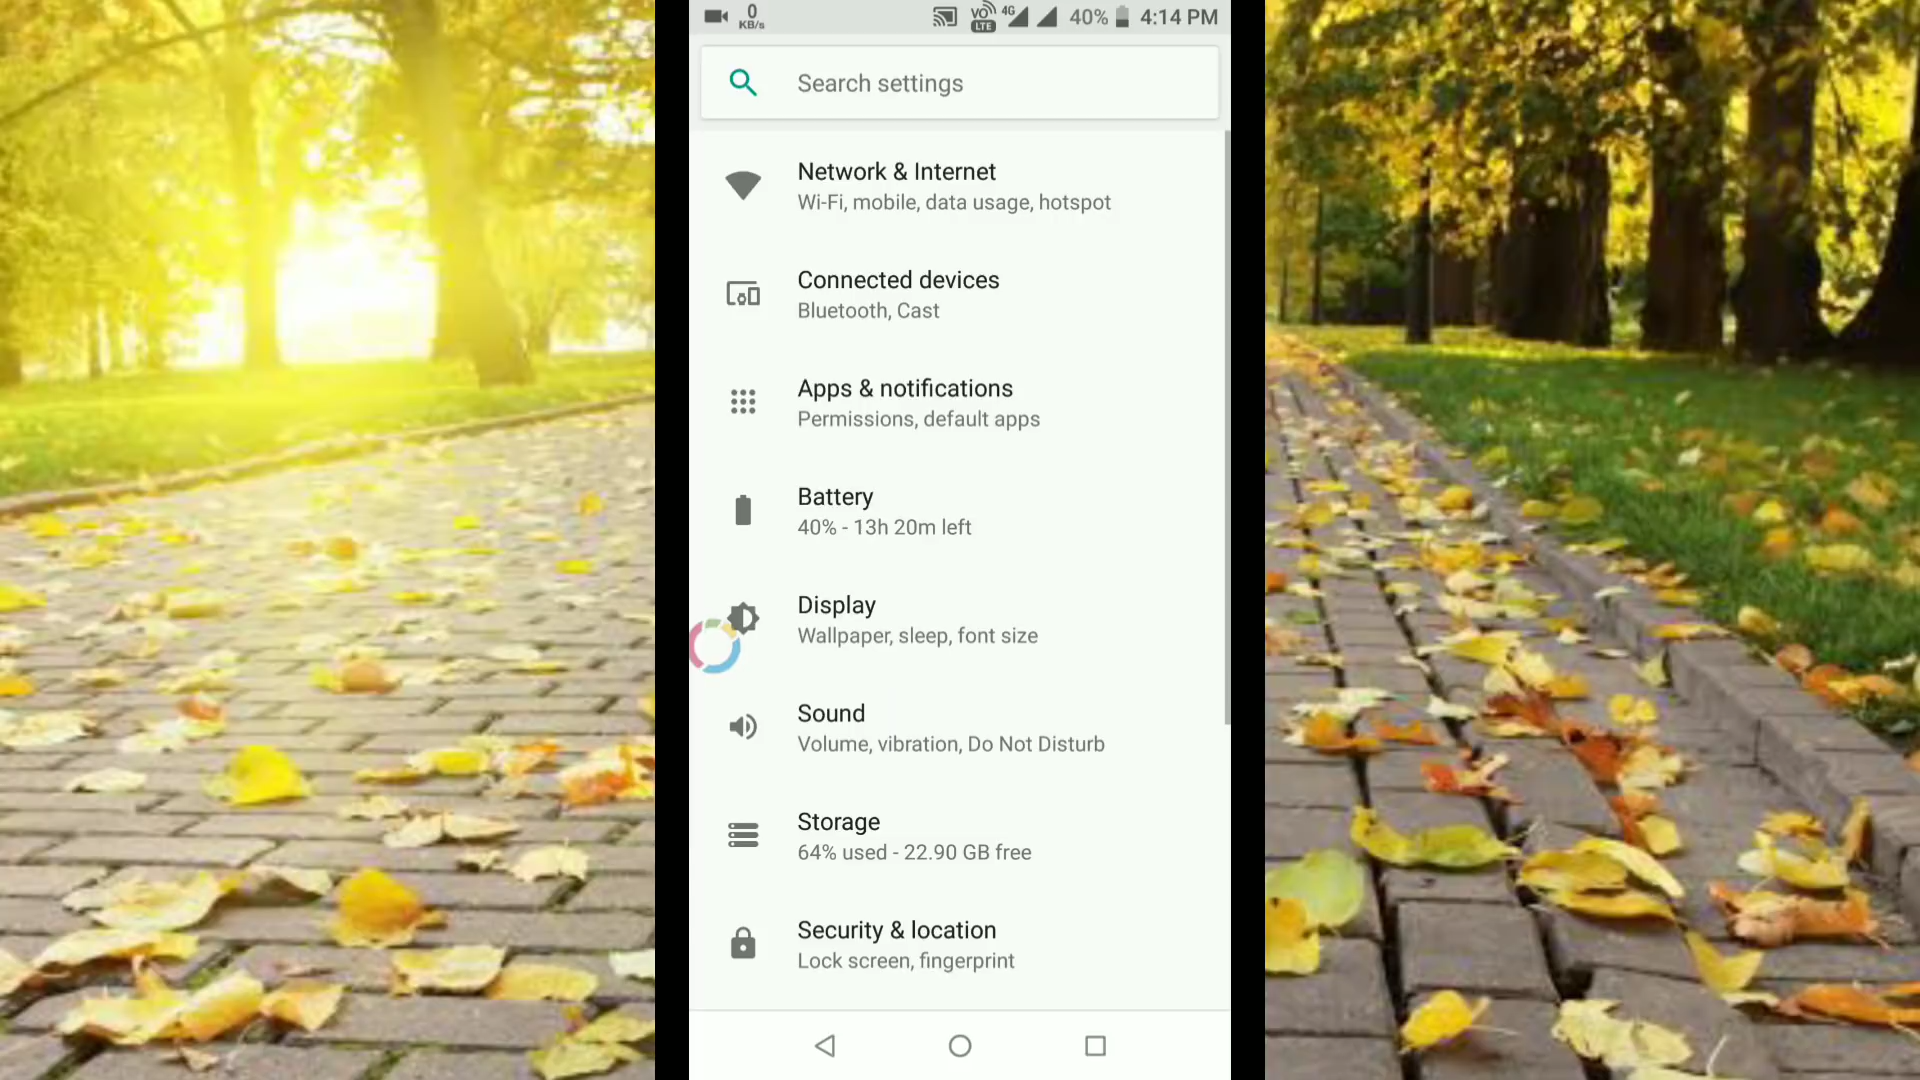 0
KB/s
VO
LTE
4G
40%
4:14 PM
Search settings
Network & Internet
Wi-Fi, mobile, data usage, hotspot
Connected devices
Bluetooth, Cast
Apps & notifications
Permissions, default apps
Battery
40% - 13h 20m left
Display
Wallpaper, sleep, font size
Sound
Volume, vibration, Do Not Disturb
Storage
64% used - 22.90 GB free
Security & location
Lock screen, fingerprint